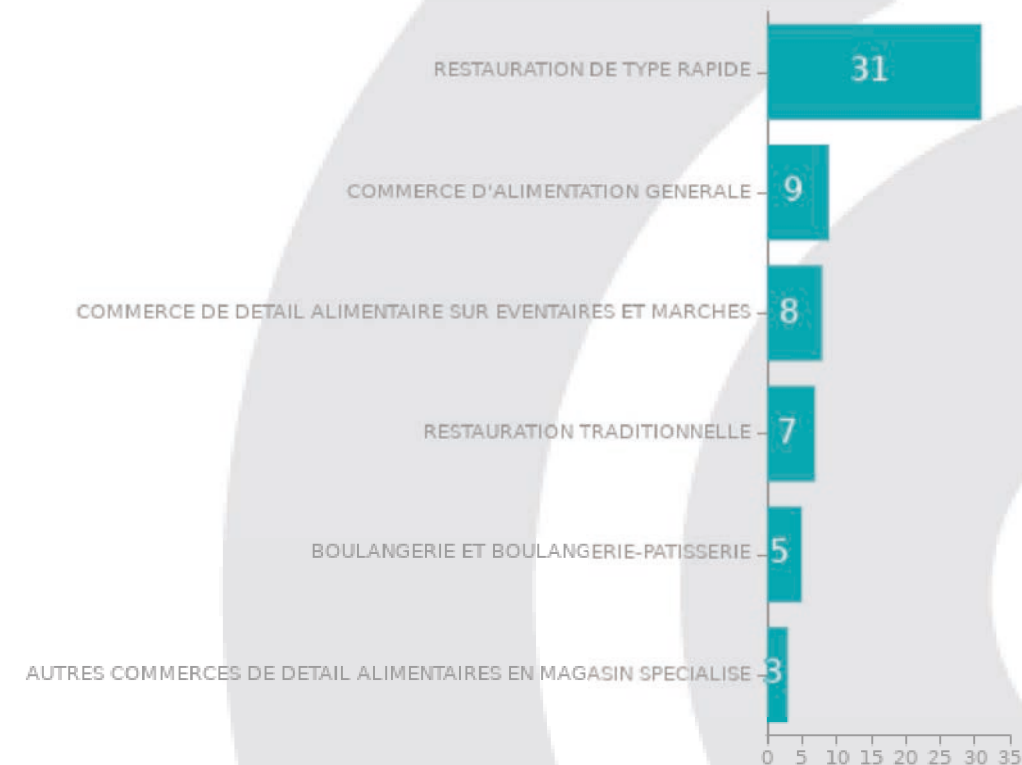 RESTAURATION DE TYPE RAPIDE 31
COMMERCE D'ALIMENTATION GENERALE 9
COMMERCE DE DETAIL ALIMENTAIRE SUR EVENTAIRES ET MARCHES 8
RESTAURATION TRADITIONNELLE 7
BOULANGERIE ET BOULANGERIE-PATISSERIE 5
AUTRES COMMERCES DE DETAIL ALIMENTAIRES EN MAGASIN SPECIALISE 3
0 5 10 15 20 25 30 35